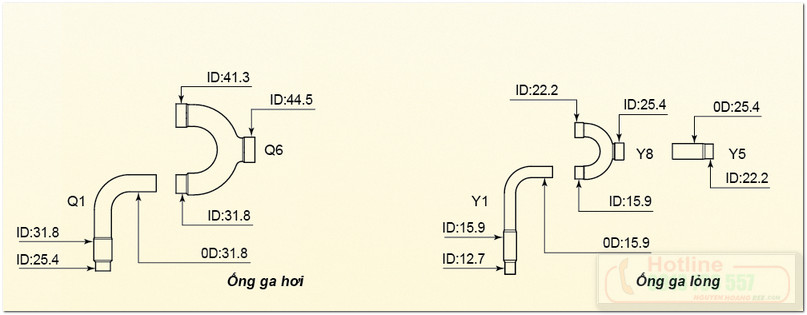 ID:41.3
ID:44.5
Q6
Q1
ID:31.8
ID:31.8
ID:25.4
0D:31.8
Ống ga hơi
ID:22.2
ID:25.4
0D:25.4
Y8
Y5
ID:22.2
Y1
ID:15.9
ID:15.9
ID:12.7
0D:15.9
Ống ga lỏng
Hotline
557